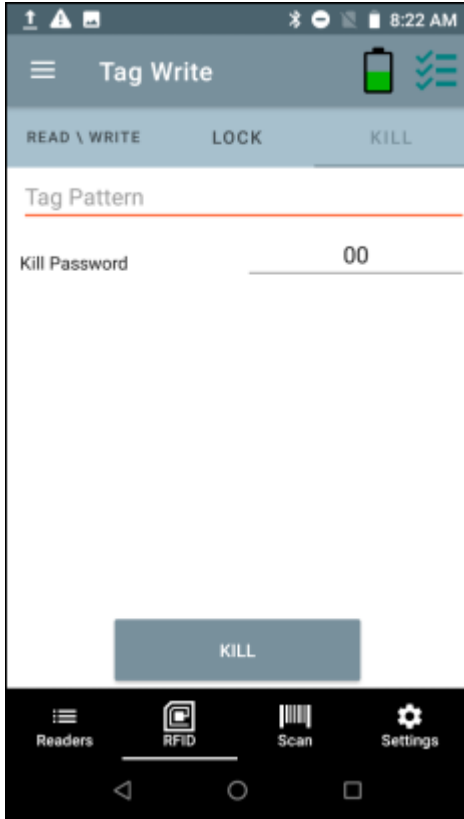 8:22 AM
Tag Write
READ \ WRITE LOCK KILL
Tag Pattern
Kill Password 00
KILL
Readers RFID Scan Settings